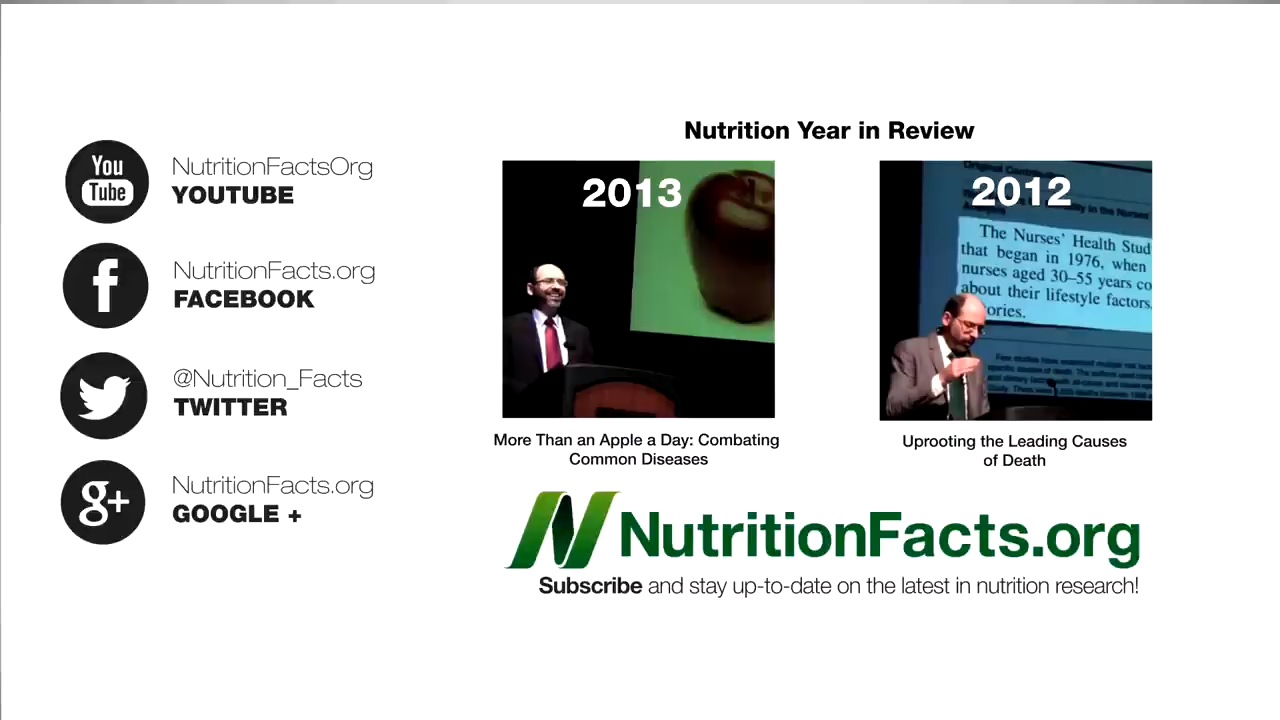 You
Tube
NutritionFactsOrg
YOUTUBE
f
NutritionFacts.org
FACEBOOK
@Nutrition_Facts
TWITTER
g+
NutritionFacts.org
GOOGLE +
Nutrition Year in Review
2013
More Than an Apple a Day: Combating
Common Diseases
2012
The Nurses' Health Stud
that began in 1976, when
nurses aged 30–55 years co
about their lifestyle factors,
ories.
Uprooting the Leading Causes
of Death
NutritionFacts.org
Subscribe and stay up-to-date on the latest in nutrition research!